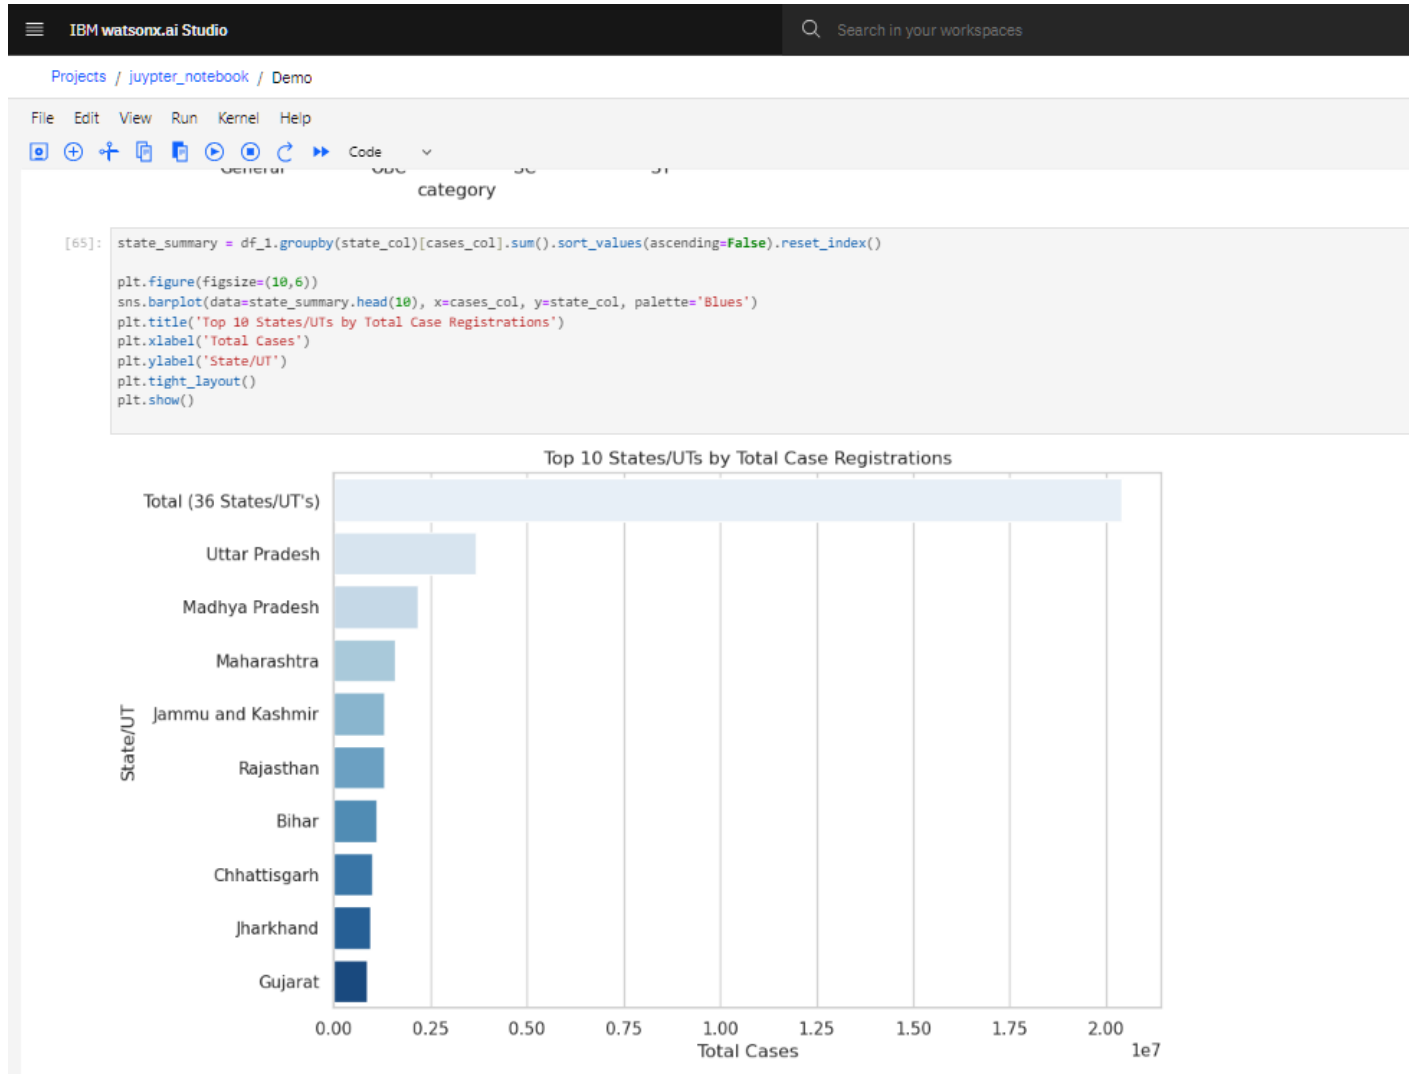 IBM watsonx.ai Studio
Search in your workspaces
Projects / juypter_notebook / Demo
File Edit View Run Kernel Help
Code
General OBC SC ST
category
[65]: state_summary = df_1.groupby(state_col)[cases_col].sum().sort_values(ascending=False).reset_index()
plt.figure(figsize=(10,6))
sns.barplot(data=state_summary.head(10), x=cases_col, y=state_col, palette='Blues')
plt.title('Top 10 States/UTs by Total Case Registrations')
plt.xlabel('Total Cases')
plt.ylabel('State/UT')
plt.tight_layout()
plt.show()
Top 10 States/UTs by Total Case Registrations
Total (36 States/UT's)
Uttar Pradesh
Madhya Pradesh
Maharashtra
Jammu and Kashmir
Rajasthan
Bihar
Chhattisgarh
Jharkhand
Gujarat
State/UT
0.00 0.25 0.50 0.75 1.00 1.25 1.50 1.75 2.00
Total Cases
1e7